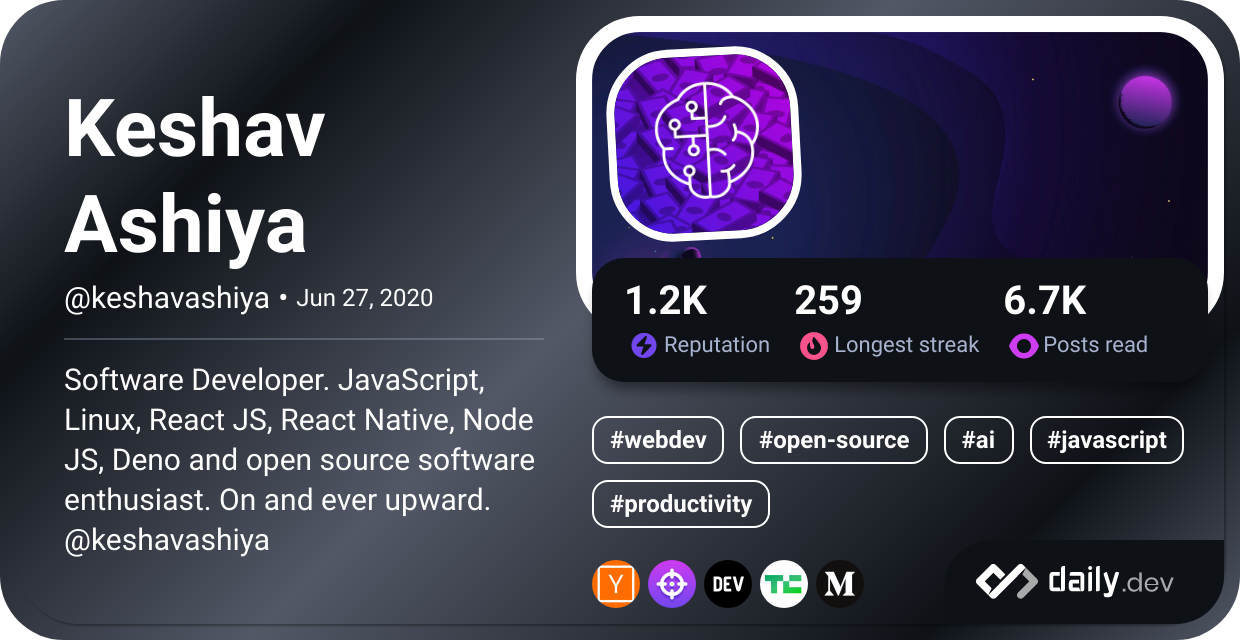 Keshav
Ashiya
@keshavashiya • Jun 27, 2020
Software Developer. JavaScript,
Linux, React JS, React Native, Node
JS, Deno and open source software
enthusiast. On and ever upward.
@keshavashiya
1.2K 259 6.7K
Reputation Longest streak Posts read
#webdev #open-source #ai #javascript
#productivity
Y DEV TC M
daily.dev